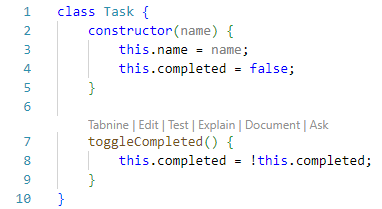 1 class Task {
2     constructor(name) {
3         this.name = name;
4         this.completed = false;
5     }
6
Tabnine | Edit | Test | Explain | Document | Ask
7     toggleCompleted() {
8         this.completed = !this.completed;
9     }
10 }